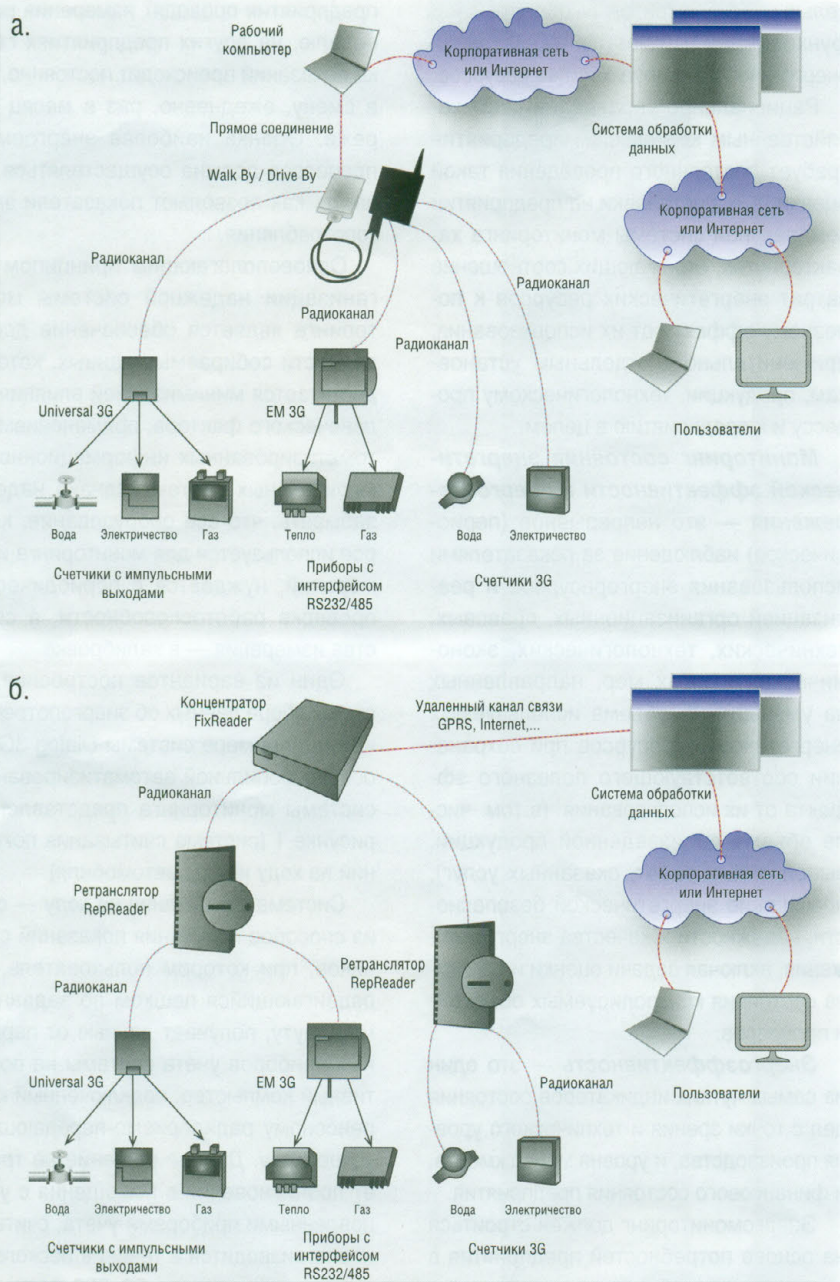 а.
Рабочий
компьютер
Корпоративная сеть
или Интернет
Прямое соединение
Система обработки
данных
Walk By / Drive By
Корпоративная сеть
или Интернет
Радиоканал
Радиоканал
Радиоканал
Радиоканал
Universal 3G
EM 3G
Пользователи
Вода
Электричество
Газ
Тепло
Газ
Вода
Электричество
Счетчики импульсными
выходами
Приборы с
интерфейсом
RS232/485
Счетчики 3G
б.
Концентратор
FixReader
Удаленный канал связи
GPRS, Internet,...
Радиоканал
Система обработки
данных
Ретранслятор
RepReader
Корпоративная сеть
или Интернет
Ретранслятор
RepReader
Радиоканал
Universal 3G
EM 3G
Радиоканал
Пользователи
Вода
Электричество
Газ
Тепло
Газ
Вода
Электричество
Счетчики с импульсными
выходами
Приборы с
интерфейсом
RS232/485
Счетчики 3G